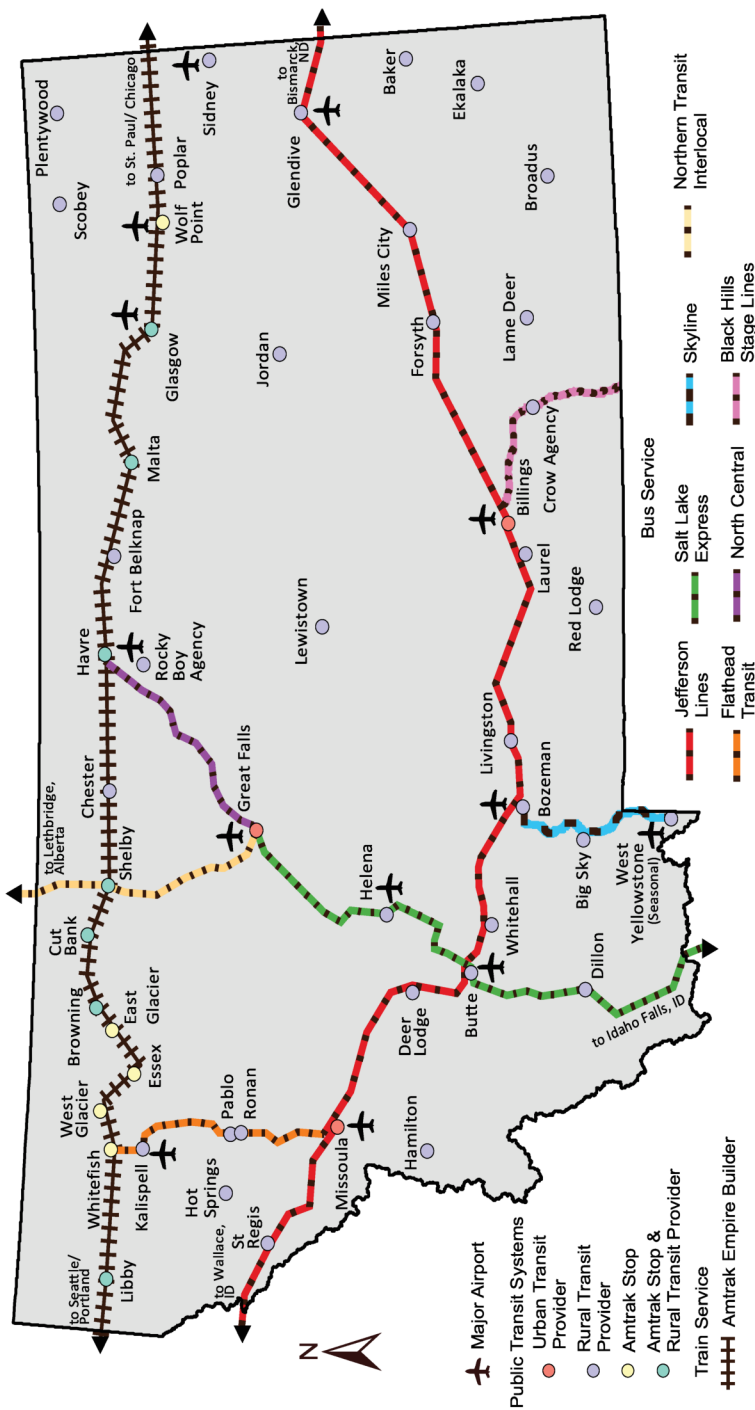 to Seattle/
Portland
Libby
Whitefish
West
Glacier
Kalispell
Essex
East
Glacier
Browning
Cut
Bank
Shelby
to Lethbridge,
Alberta
Chester
Havre
Rocky
Boy
Agency
Fort Belknap
Malta
Glasgow
Wolf
Point
Poplar
to St. Paul/ Chicago
Scobey
Plentywood
Sidney
Hot
Springs
Pablo
Ronan
Great Falls
Lewistown
Jordan
Glendive
to
Bismarck,
ND
to Wallace,
ID
St
Regis
Missoula
Hamilton
Deer
Lodge
Helena
Butte
Whitehall
Dillon
to Idaho Falls, ID
Bozeman
Livingston
Big Sky
West
Yellowstone
(Seasonal)
Laurel
Billings
Red Lodge
Crow Agency
Forsyth
Miles City
Lame Deer
Broadus
Baker
Ekalaka
N
Major Airport
Public Transit Systems
Urban Transit
Provider
Rural Transit
Provider
Amtrak Stop
Amtrak Stop &
Rural Transit Provider
Train Service
Amtrak Empire Builder
Bus Service
Jefferson
Lines
Salt Lake
Express
Skyline
Northern Transit
Interlocal
Flathead
Transit
North Central
Black Hills
Stage Lines